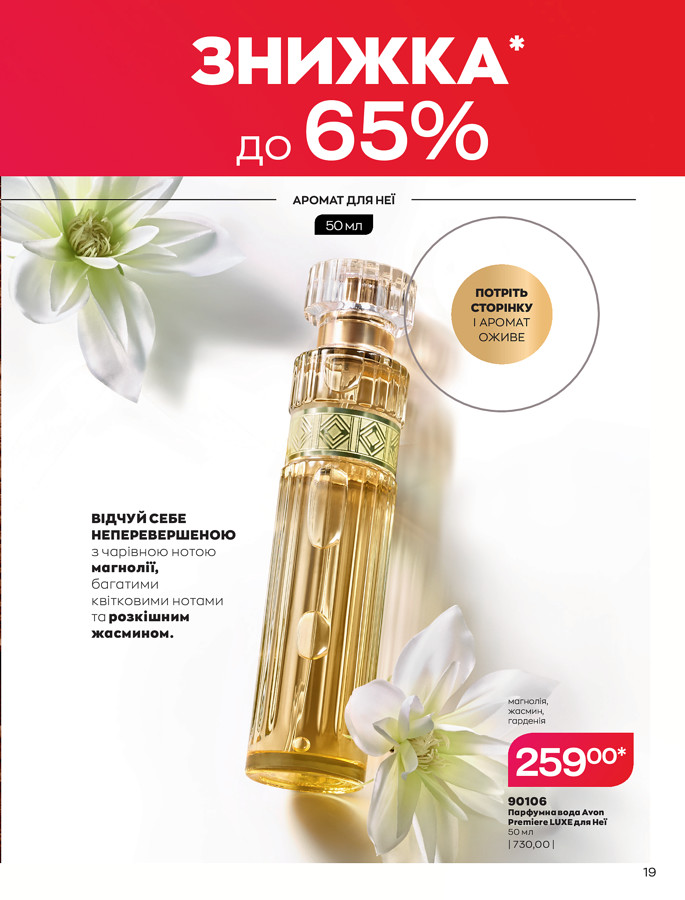 ЗНИЖКА*
до 65%
АРОМАТ ДЛЯ НЕЇ
50 мл
ПОТРІТЬ
СТОРІНКУ
І АРОМАТ
ОЖИВЕ
ВІДЧУЙ СЕБЕ
НЕПЕРЕВЕРШЕНОЮ
з чарівною нотою
магнолії,
багатими
квітковими нотами
та розкішним
жасмином.
магнолія,
жасмин,
гарденія
259⁰⁰*
90106
Парфумна вода Avon
Premiere LUXE для Неї
50 мл
| 730,00 |
19